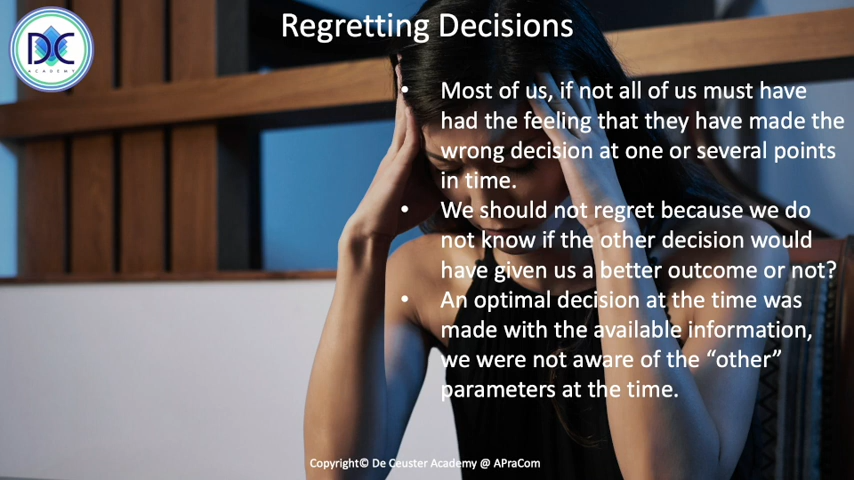 Regretting Decisions
DC
ACADEMY
• Most of us, if not all of us must have
had the feeling that they have made the
wrong decision at one or several points
in time.
• We should not regret because we do
not know if the other decision would
have given us a better outcome or not?
• An optimal decision at the time was
made with the available information,
we were not aware of the “other”
parameters at the time.
Copyright© De Ceuster Academy @ APraCom